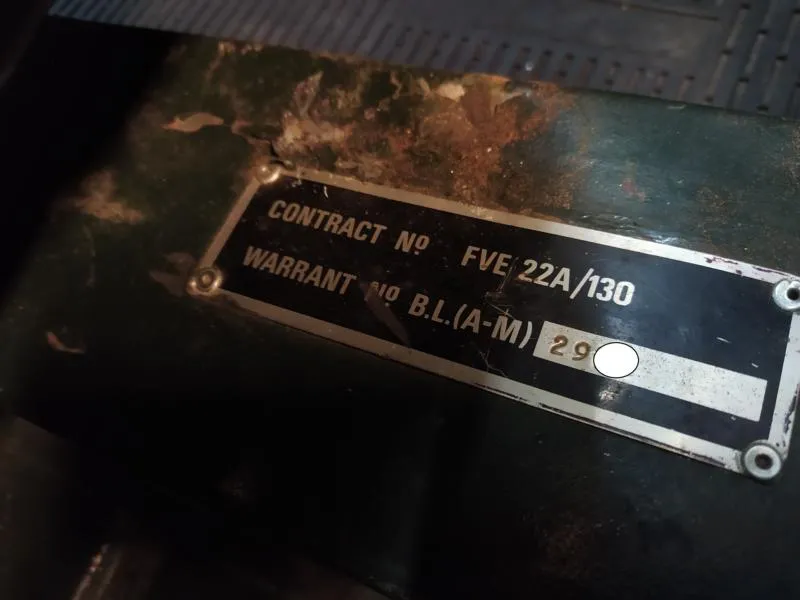 CONTRACT Nº FVE 22A/130
WARRANT Nº B.L.(A-M) 29